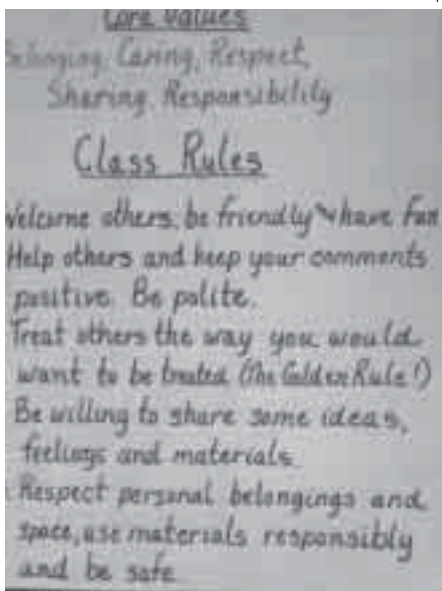 Core Values
Belonging, Caring, Respect,
Sharing, Responsibility
Class Rules
Welcome others, be friendly & have fun
Help others and keep your comments
positive. Be polite.
Treat others the way you would
want to be treated (The Golden Rule!)
Be willing to share some ideas,
feelings and materials.
Respect personal belongings and
space, use materials responsibly
and be safe